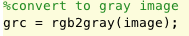 %convert to gray image
grc = rgb2gray(image);